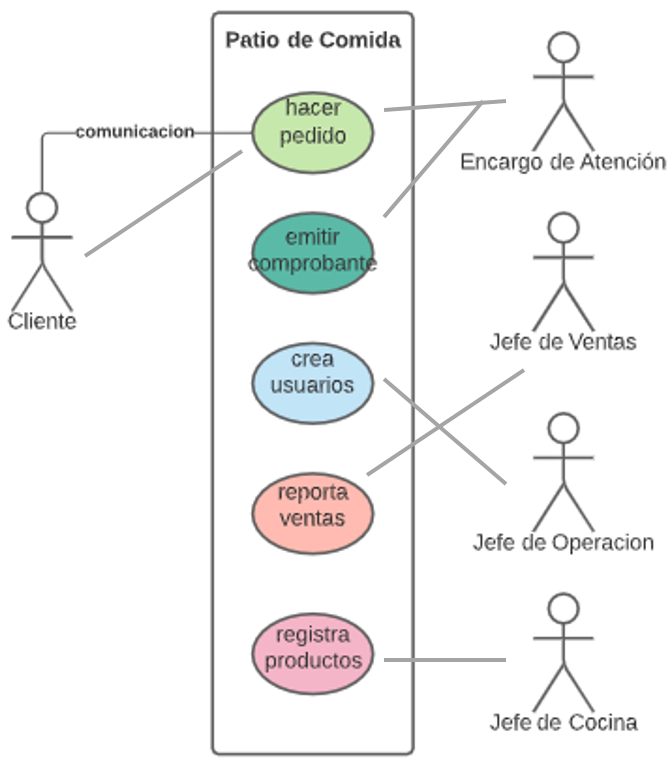 Patio de Comida
hacer
pedido
comunicacion
Encargo de Atención
emitir
comprobante
Cliente
Jefe de Ventas
crea
usuarios
reporta
ventas
Jefe de Operacion
registra
productos
Jefe de Cocina